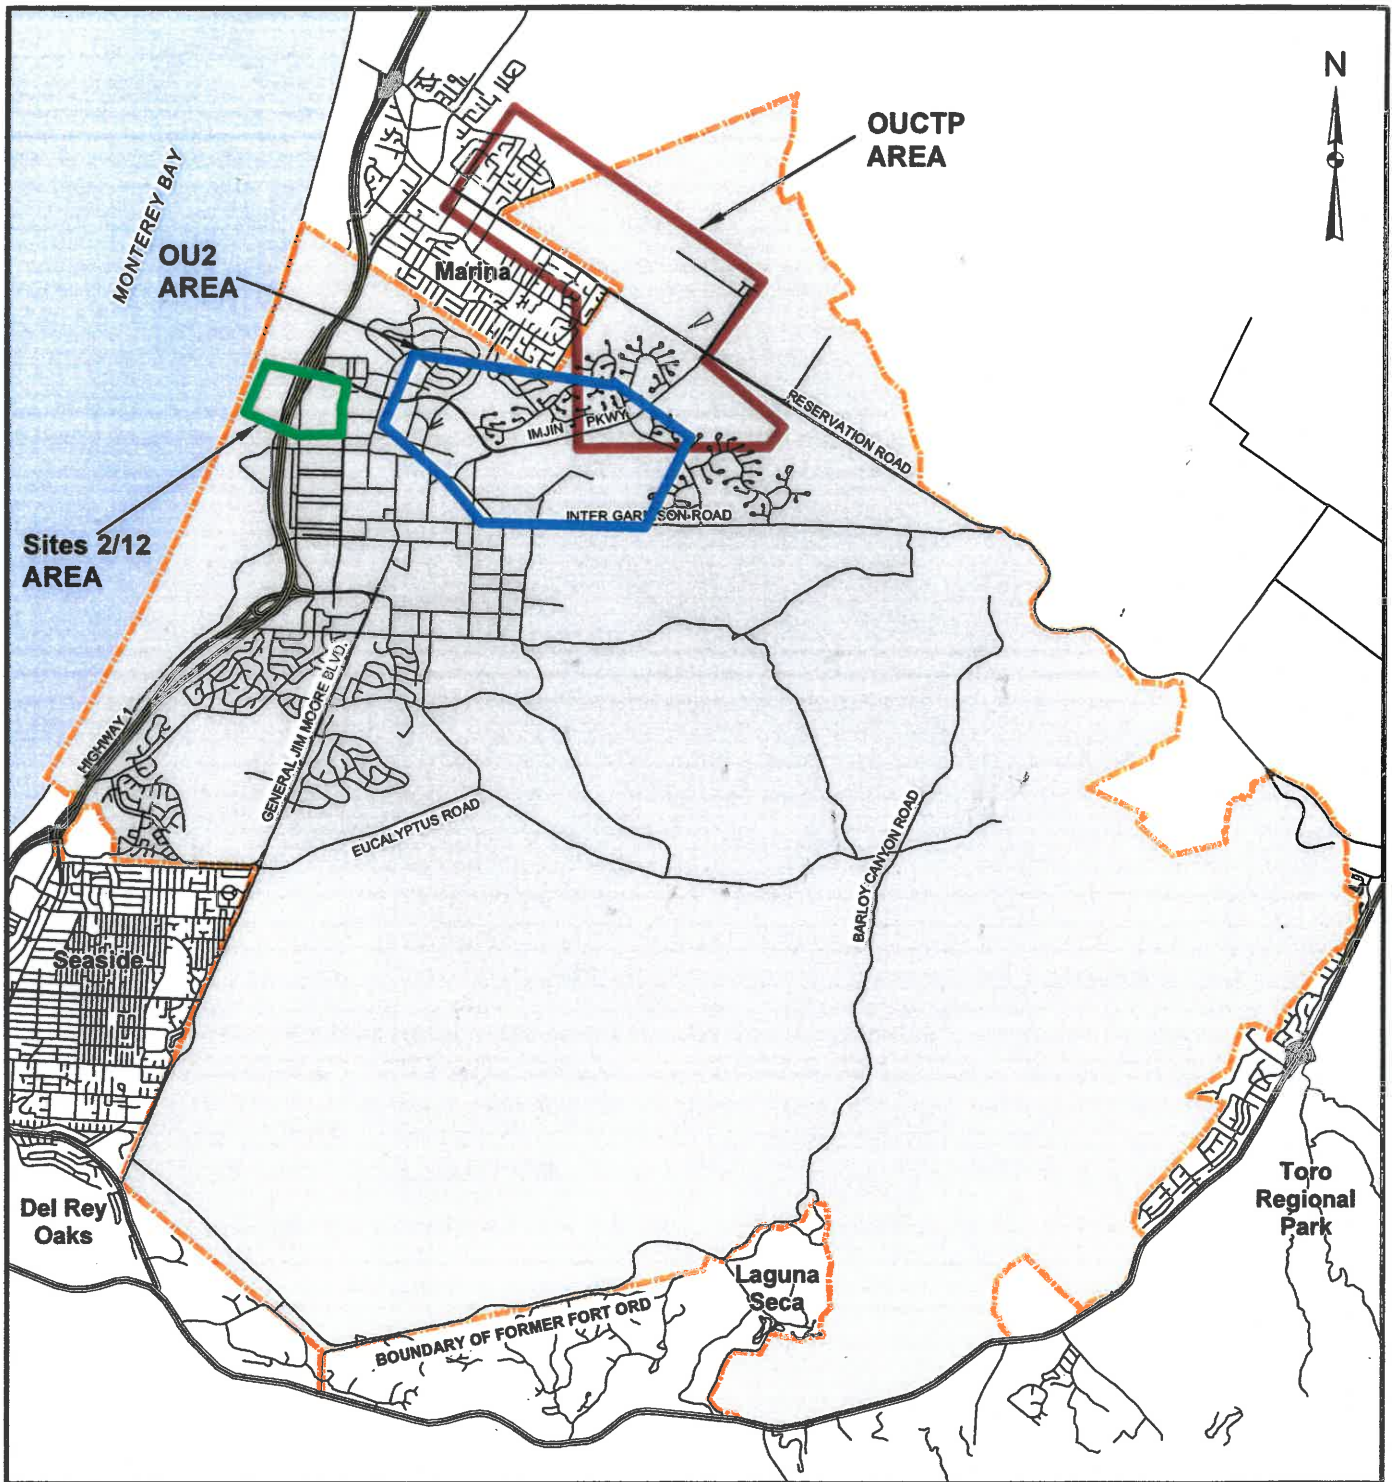 N
OUCTP
AREA
MONTEREY BAY
OU2
AREA
Marina
RESERVATION ROAD
IMJIN PKWY
INTER GARRISON ROAD
Sites 2/12
AREA
HIGHWAY 1
GENERAL JIM MOORE BLVD.
EUCALYPTUS ROAD
BARLOY CANYON ROAD
Seaside
Del Rey
Oaks
Toro
Regional
Park
Laguna
Seca
BOUNDARY OF FORMER FORT ORD